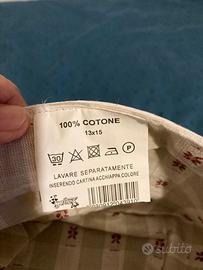 100% COTONE
13x15
30 P
LAVARE SEPARATAMENTE
INSERENDO CARTINA ACCHIAPPA COLORE
subito